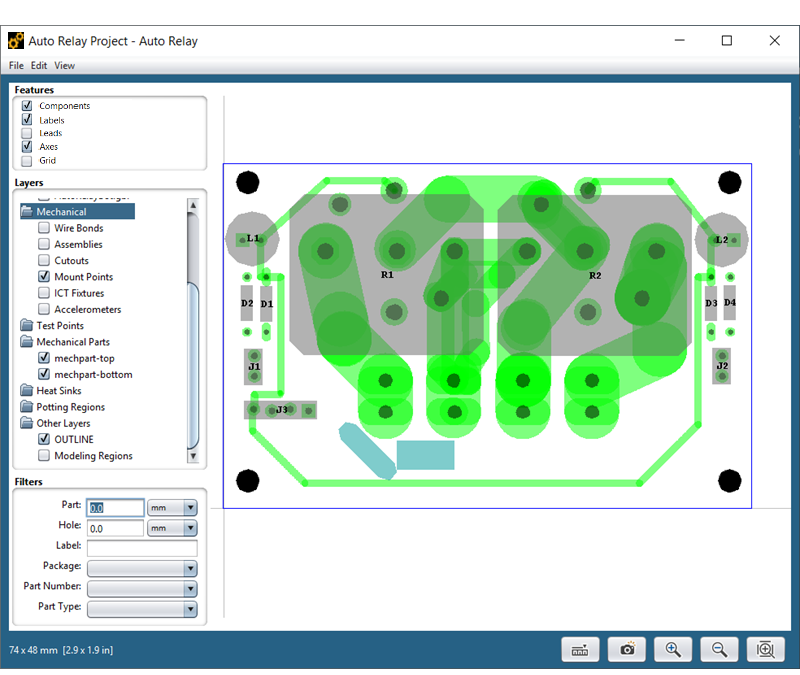 Auto Relay Project - Auto Relay
File Edit View
Features
Components
Labels
Leads
Axes
Grid
Layers
Mechanical
Wire Bonds
Assemblies
Cutouts
Mount Points
ICT Fixtures
Accelerometers
Test Points
Mechanical Parts
mechpart-top
mechpart-bottom
Heat Sinks
Potting Regions
Other Layers
OUTLINE
Modeling Regions
Filters
Part: 0.0 mm
Hole: 0.0 mm
Label:
Package:
Part Number:
Part Type:
L1
L2
R1
R2
D2 D1
D3 D4
J1
J2
J3
74 x 48 mm [2.9 x 1.9 in]